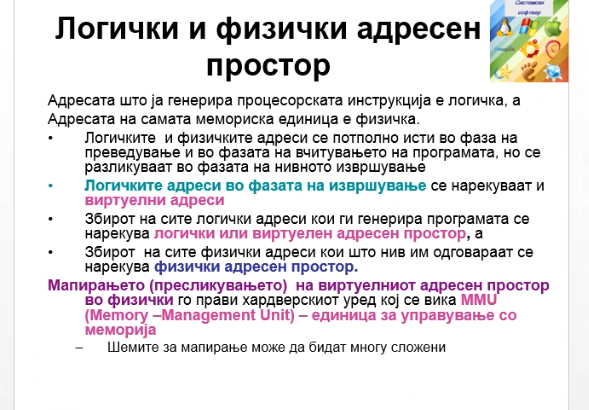 Логички и физички адресен
простор
Системски
софтвер
Адресата што ја генерира процесорската инструкција е логичка, а
Адресата на самата мемориска единица е физичка.
• Логичките и физичките адреси се потполно исти во фаза на
преведување и во фазата на вчитувањето на програмата, но се
разликуваат во фазата на нивното извршување
• Логичките адреси во фазата на извршување се нарекуваат и
виртуелни адреси
• Збирот на сите логички адреси кои ги генерира програмата се
нарекува логички или виртуелен адресен простор, а
• Збирот на сите физички адреси кои што нив им одговараат се
нарекува физички адресен простор.
Мапирањето (пресликувањето) на виртуелниот адресен простор
во физички го прави хардверскиот уред кој се вика MMU
(Memory –Management Unit) – единица за управување со
меморија
– Шемите за мапирање може да бидат многу сложени